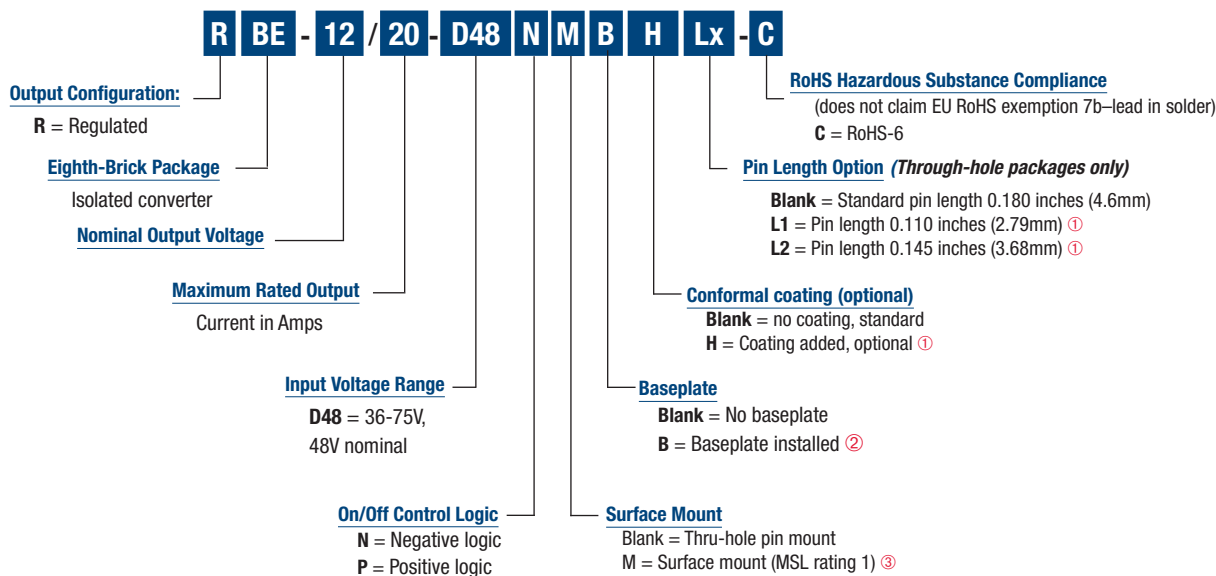 R BE - 12 / 20 - D48 N M B H Lx - C
RoHS Hazardous Substance Compliance
(does not claim EU RoHS exemption 7b–lead in solder)
C = RoHS-6
Output Configuration:
R = Regulated
Eighth-Brick Package
Isolated converter
Pin Length Option (Through-hole packages only)
Blank = Standard pin length 0.180 inches (4.6mm)
L1 = Pin length 0.110 inches (2.79mm) ①
L2 = Pin length 0.145 inches (3.68mm) ①
Nominal Output Voltage
Maximum Rated Output
Current in Amps
Conformal coating (optional)
Blank = no coating, standard
H = Coating added, optional ①
Input Voltage Range
D48 = 36-75V,
48V nominal
Baseplate
Blank = No baseplate
B = Baseplate installed ②
On/Off Control Logic
N = Negative logic
P = Positive logic
Surface Mount
Blank = Thru-hole pin mount
M = Surface mount (MSL rating 1) ③